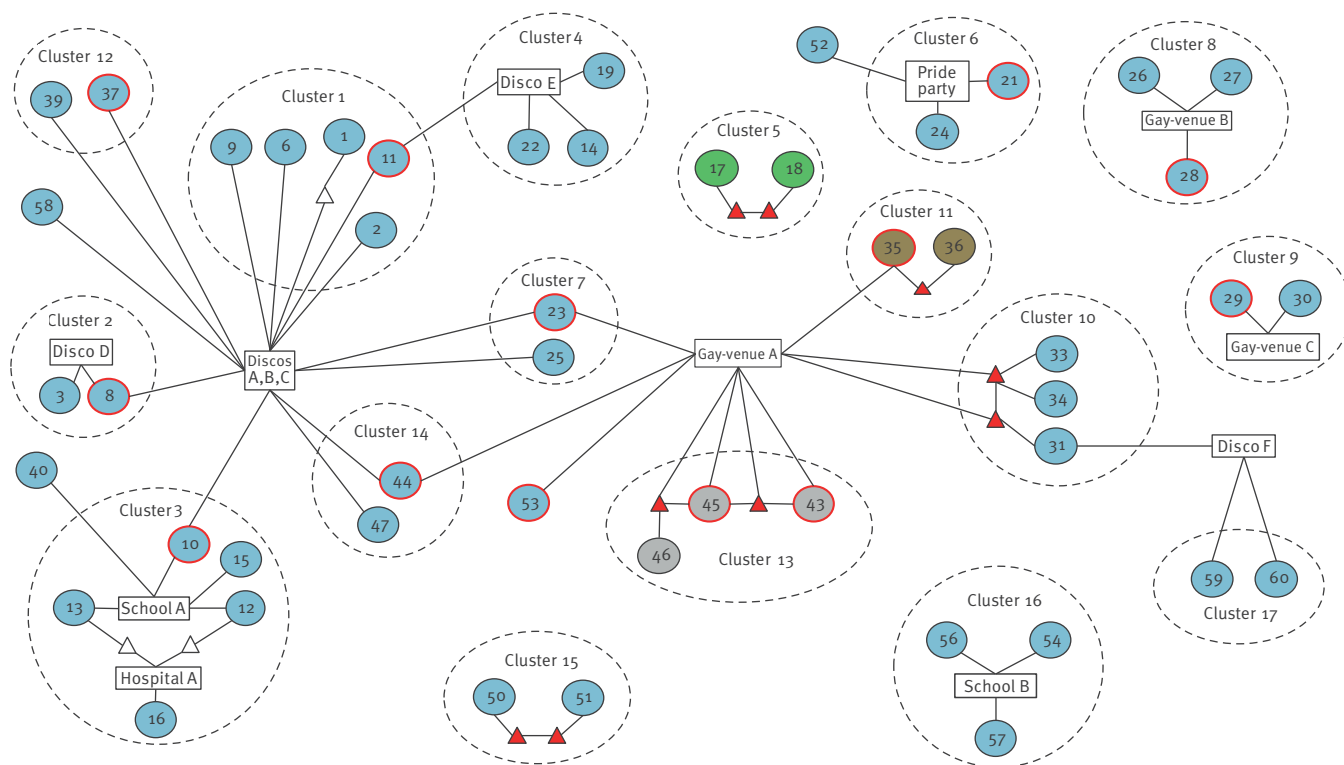 Cluster 12
39
37
58
Cluster 1
9
6
1
11
2
Cluster 4
Disco E
19
22
14
52
Cluster 6
Pride
party
21
24
Cluster 8
26
27
Gay-venue B
28
Cluster 5
17
18
Cluster 11
35
36
Cluster 9
29
30
Gay-venue C
Cluster 2
Disco D
3
8
Discos
A,B,C
Cluster 7
23
25
Gay-venue A
Cluster 10
33
34
31
Disco F
Cluster 14
44
47
53
45
43
46
Cluster 13
40
Cluster 3
10
15
13
School A
12
Hospital A
16
Cluster 15
50
51
Cluster 16
56
54
School B
57
59
60
Cluster 17